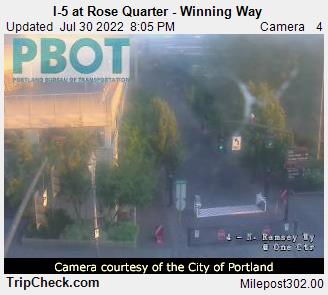 I-5 at Rose Quarter - Winning Way
Updated Jul 30 2022 8:05 PM Camera 4
PBOT
PORTLAND BUREAU OF TRANSPORTATION
4 - N. Ramsey Wy
@ One Ctr
Camera courtesy of the City of Portland
TripCheck.com Milepost302.00